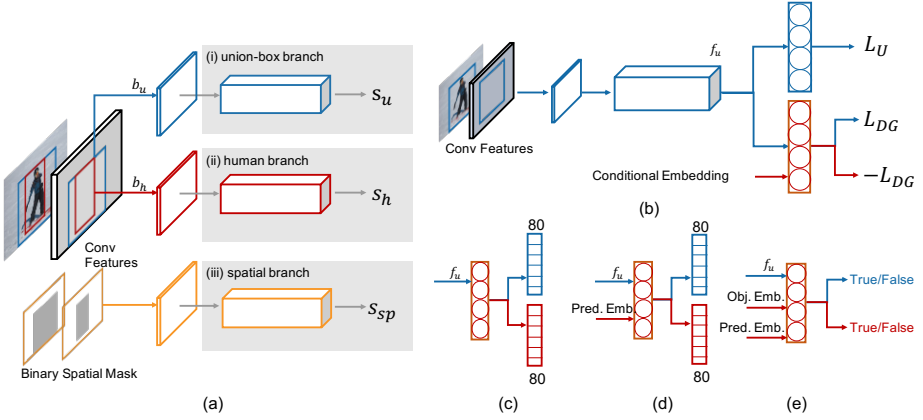 (i) union-box branch
b_u
s_u
(ii) human branch
b_h
s_h
Conv
Features
(iii) spatial branch
s_sp
Binary Spatial Mask
(a)
f_u
L_U
L_DG
−L_DG
Conv Features
Conditional Embedding
(b)
80
f_u
80
(c)
80
f_u
Pred. Emb
80
(d)
f_u
True/False
Obj. Emb.
Pred. Emb.
True/False
(e)